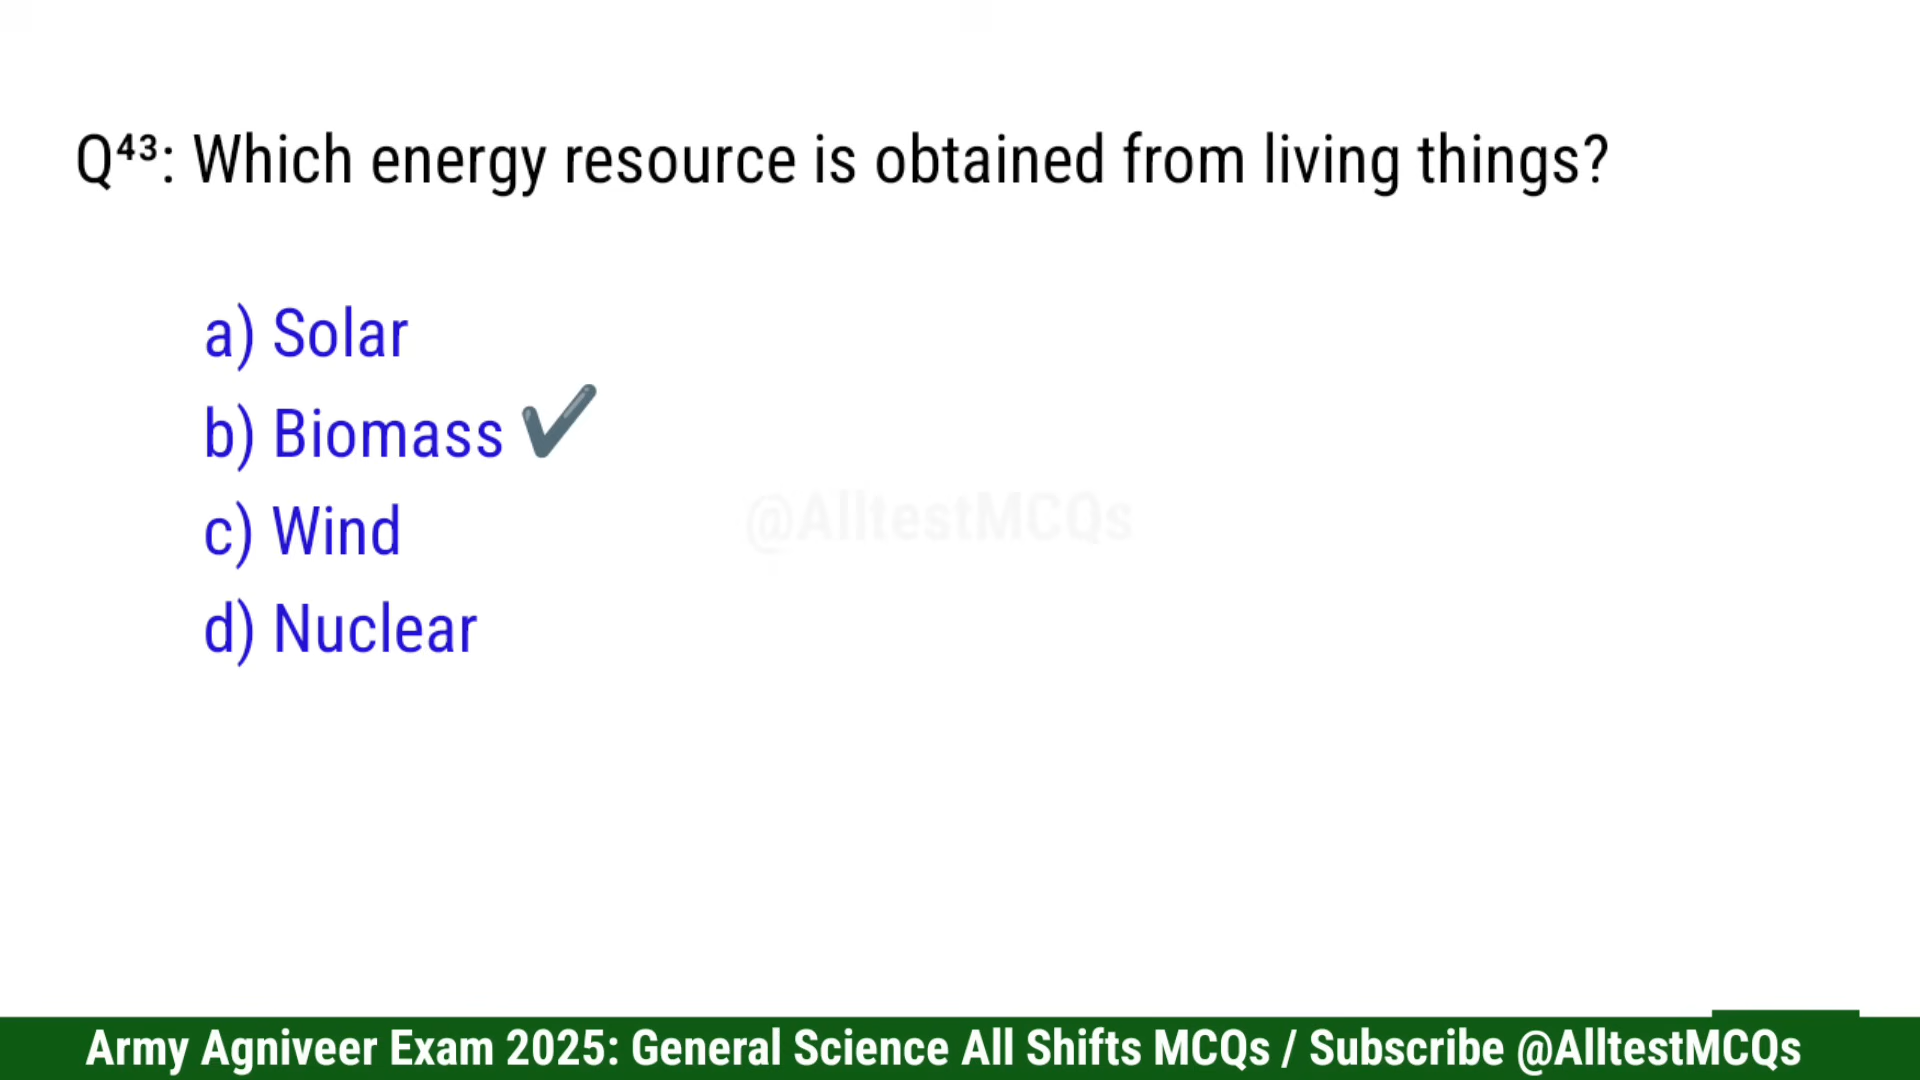 Q⁴³: Which energy resource is obtained from living things?
a) Solar
b) Biomass ✔
c) Wind
@AlltestMCQs
d) Nuclear
Army Agniveer Exam 2025: General Science All Shifts MCQs / Subscribe @AlltestMCQs